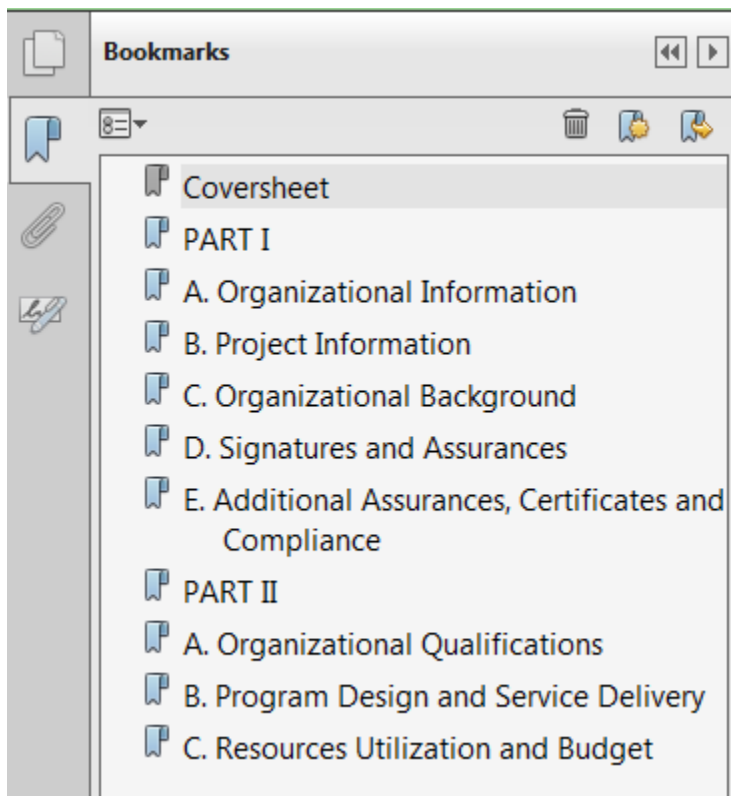 Bookmarks
Coversheet
PART I
A. Organizational Information
B. Project Information
C. Organizational Background
D. Signatures and Assurances
E. Additional Assurances, Certificates and
Compliance
PART II
A. Organizational Qualifications
B. Program Design and Service Delivery
C. Resources Utilization and Budget